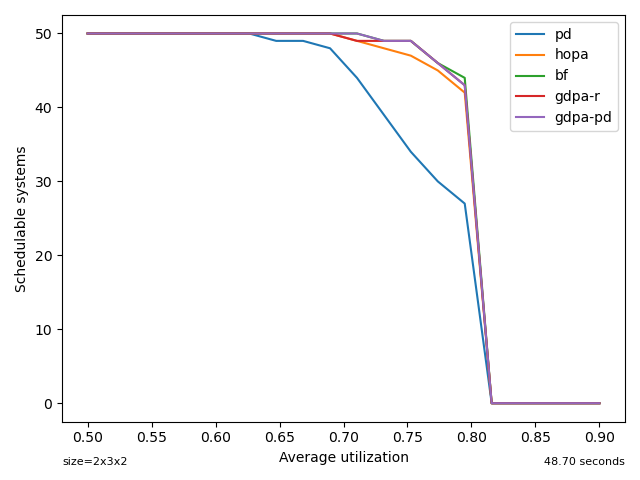 50
40
30
20
10
0
Schedulable systems
pd
hopa
bf
gdpa-r
gdpa-pd
0.50 0.55 0.60 0.65 0.70 0.75 0.80 0.85 0.90
Average utilization
size=2x3x2
48.70 seconds